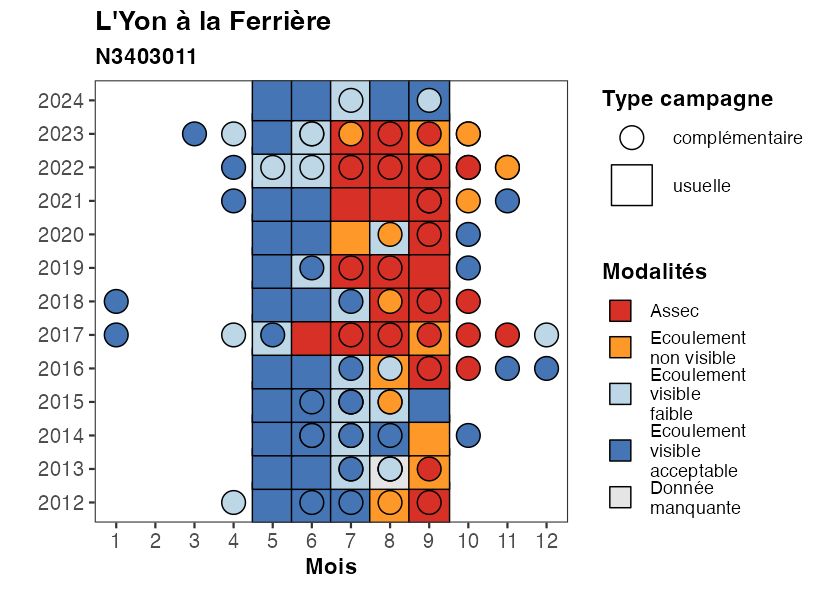 L'Yon à la Ferrière
N3403011
2024
2023
2022
2021
2020
2019
2018
2017
2016
2015
2014
2013
2012
1 2 3 4 5 6 7 8 9 10 11 12
Mois
Type campagne
complémentaire
usuelle
Modalités
Assec
Ecoulement
non visible
Ecoulement
visible
faible
Ecoulement
visible
acceptable
Donnée
manquante